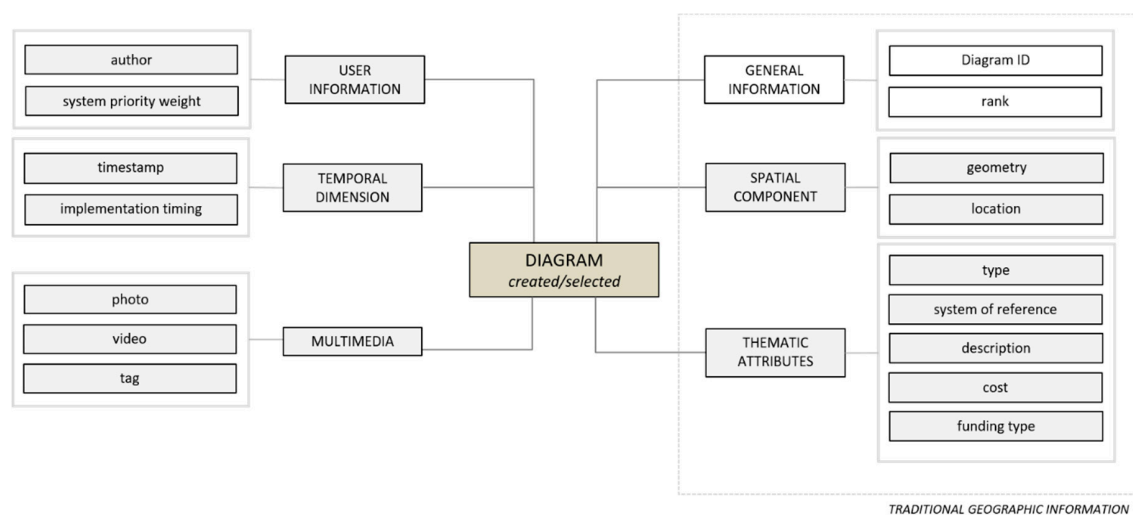 author
system priority weight
USER
INFORMATION
timestamp
implementation timing
TEMPORAL
DIMENSION
photo
video
tag
MULTIMEDIA
DIAGRAM
created/selected
GENERAL
INFORMATION
Diagram ID
rank
SPATIAL
COMPONENT
geometry
location
THEMATIC
ATTRIBUTES
type
system of reference
description
cost
funding type
TRADITIONAL GEOGRAPHIC INFORMATION